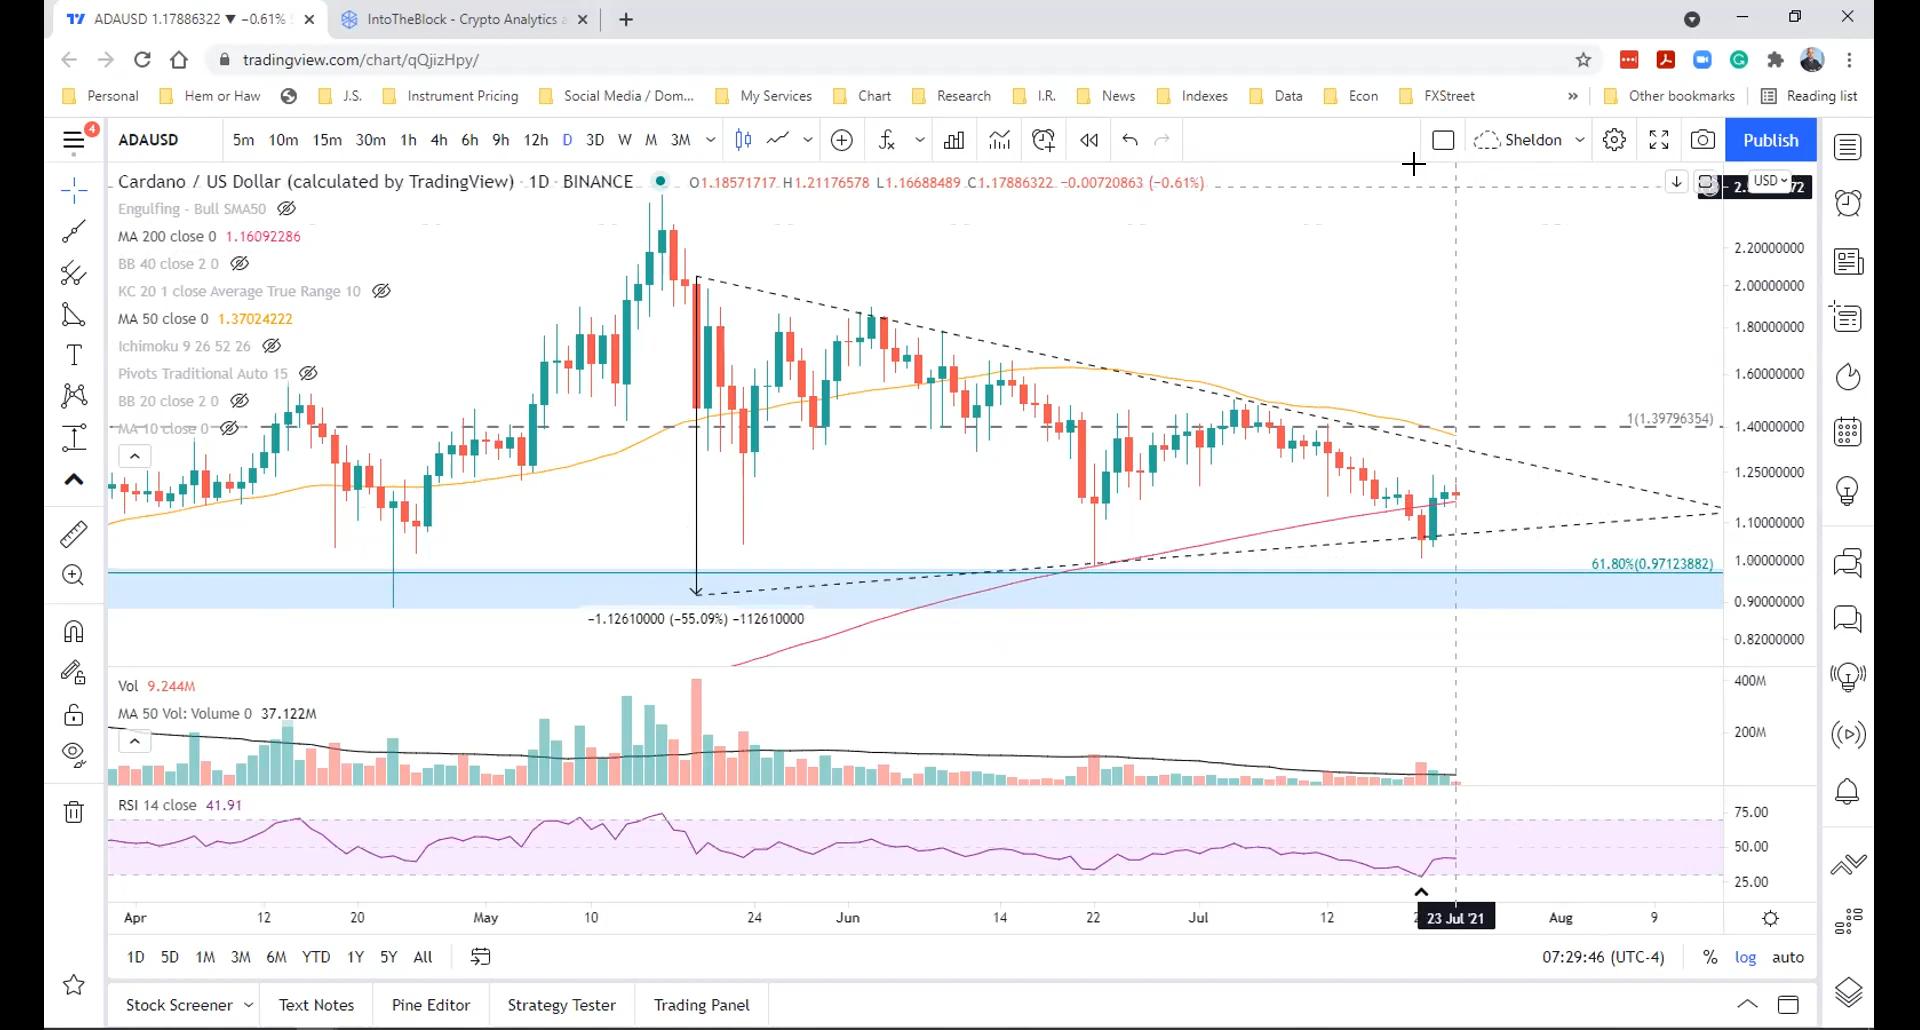 ADAUSD 1.17886322 ▼ −0.61%
IntoTheBlock - Crypto Analytics
tradingview.com/chart/qQjizHpy/
Personal
Hem or Haw
J.S.
Instrument Pricing
Social Media / Dom...
My Services
Chart
Research
I.R.
News
Indexes
Data
Econ
FXStreet
»
Other bookmarks
Reading list
4
ADAUSD
5m 10m 15m 30m 1h 4h 6h 9h 12h D 3D W M 3M
Sheldon
Publish
Cardano / US Dollar (calculated by TradingView) · 1D · BINANCE
O1.18571717 H1.21176578 L1.16688489 C1.17886322 −0.00720863 (−0.61%)
USD
Engulfing - Bull SMA50
MA 200 close 0 1.16092286
BB 40 close 2 0
KC 20 1 close Average True Range 10
MA 50 close 0 1.37024222
Ichimoku 9 26 52 26
Pivots Traditional Auto 15
BB 20 close 2 0
MA 10 close 0
2.20000000
2.00000000
1.80000000
1.60000000
1(1.39796354)
1.40000000
1.25000000
1.10000000
61.80%(0.97123882)
1.00000000
0.90000000
0.82000000
−1.12610000 (−55.09%) −112610000
Vol 9.244M
MA 50 Vol: Volume 0 37.122M
400M
200M
RSI 14 close 41.91
75.00
50.00
25.00
Apr 12 20 May 10 24 Jun 14 22 Jul 12 23 Jul '21 Aug 9
1D 5D 1M 3M 6M YTD 1Y 5Y All
07:29:46 (UTC-4)
% log auto
Stock Screener
Text Notes
Pine Editor
Strategy Tester
Trading Panel